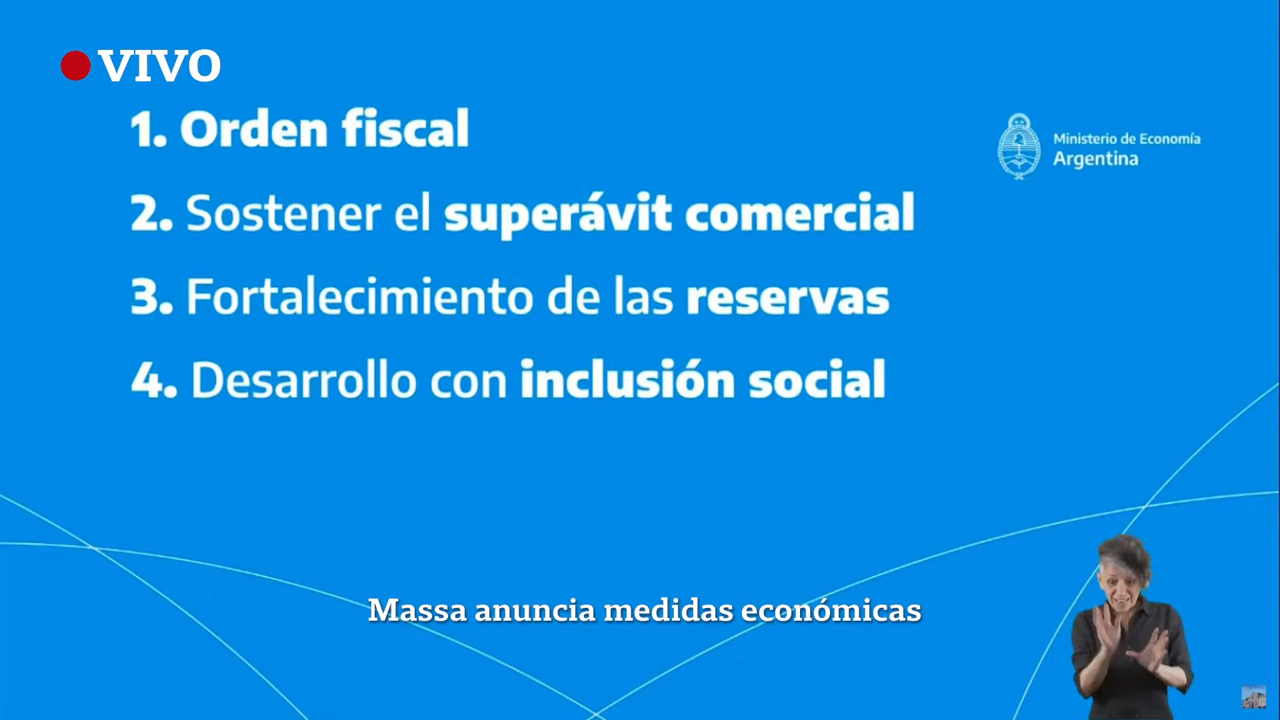 VIVO
1. Orden fiscal
Ministerio de Economía
Argentina
2. Sostener el superávit comercial
3. Fortalecimiento de las reservas
4. Desarrollo con inclusión social
Massa anuncia medidas económicas